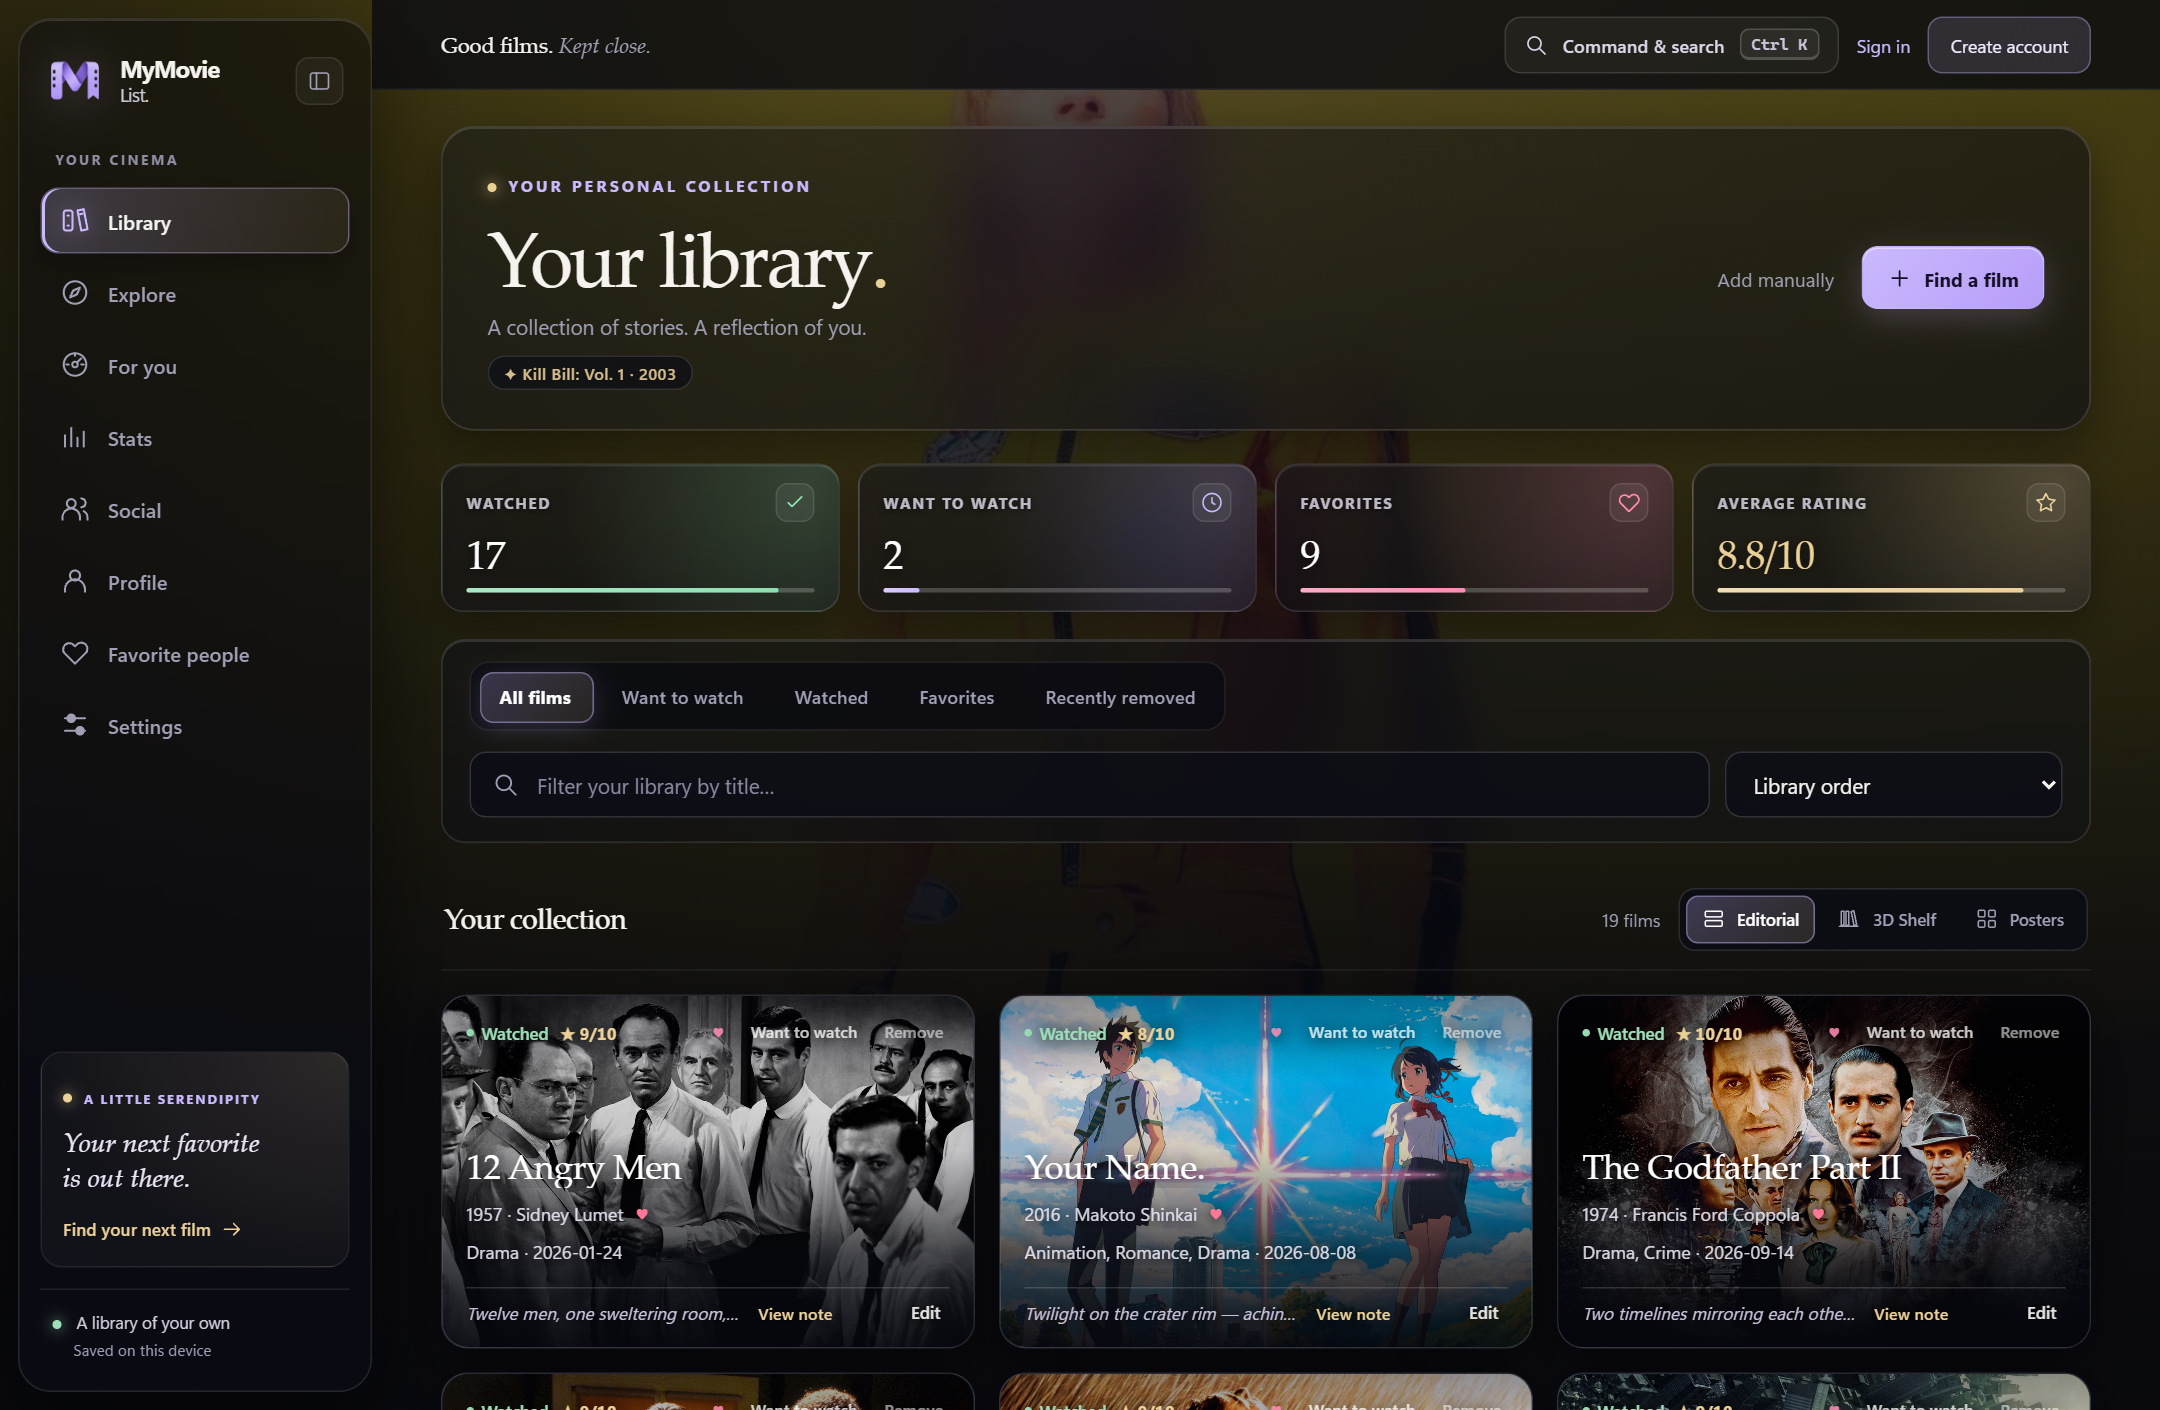 MyMovie
List.
YOUR CINEMA
Library
Explore
For you
Stats
Social
Profile
Favorite people
Settings
A LITTLE SERENDIPITY
Your next favorite
is out there.
Find your next film →
A library of your own
Saved on this device
Good films. Kept close.
Command & search Ctrl K
Sign in
Create account
YOUR PERSONAL COLLECTION
Your library.
A collection of stories. A reflection of you.
✦ Kill Bill: Vol. 1 · 2003
Add manually
+ Find a film
WATCHED
17
WANT TO WATCH
2
FAVORITES
9
AVERAGE RATING
8.8/10
All films
Want to watch
Watched
Favorites
Recently removed
Filter your library by title...
Library order
Your collection
19 films
Editorial
3D Shelf
Posters
Watched ★ 9/10 Want to watch Remove
12 Angry Men
1957 · Sidney Lumet
Drama · 2026-01-24
Twelve men, one sweltering room,... View note Edit
Watched ★ 8/10 Want to watch Remove
Your Name.
2016 · Makoto Shinkai
Animation, Romance, Drama · 2026-08-08
Twilight on the crater rim — achin... View note Edit
Watched ★ 10/10 Want to watch Remove
The Godfather Part II
1974 · Francis Ford Coppola
Drama, Crime · 2026-09-14
Two timelines mirroring each othe... View note Edit